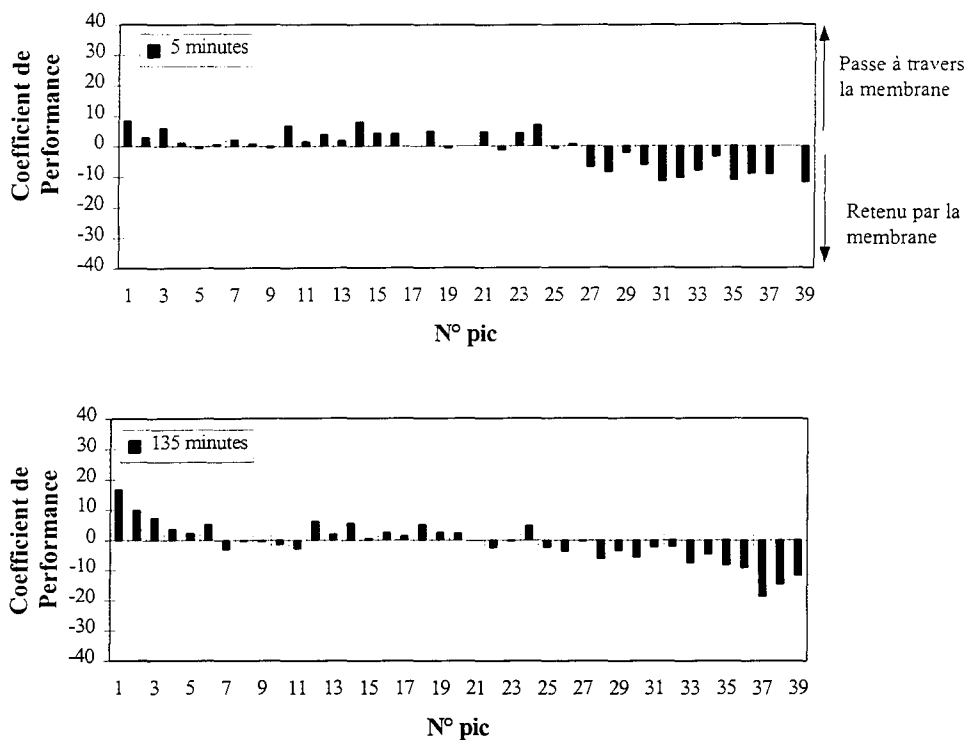 40
30
20
10
0
-10
-20
-30
-40
Coefficient de
Performance
5 minutes
Passe à travers
la membrane
Retenu par la
membrane
1 3 5 7 9 11 13 15 17 19 21 23 25 27 29 31 33 35 37 39
N° pic
40
30
20
10
0
-10
-20
-30
-40
Coefficient de
Performance
135 minutes
1 3 5 7 9 11 13 15 17 19 21 23 25 27 29 31 33 35 37 39
N° pic